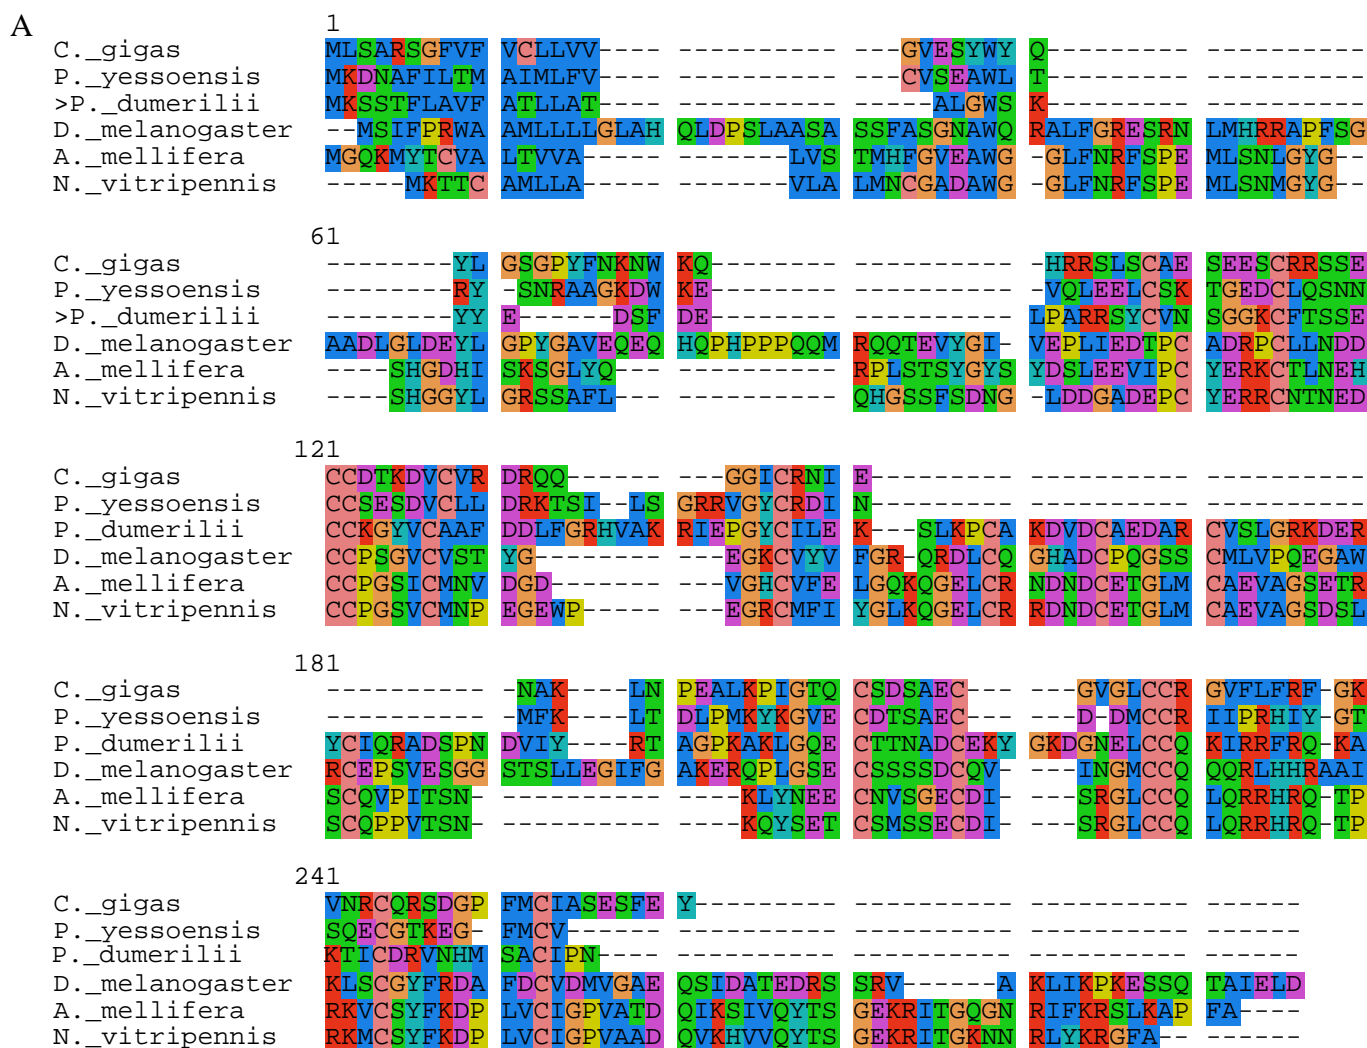 A
1
C._gigas MLSARSGFVF VCLLVV---- ---------- ---GVESYWY Q--------- ----------
P._yessoensis MKDNAFILTM AIMLFV---- ---------- ---CVSEAWL T--------- ----------
>P._dumerilii MKSSTFLAVF ATLLAT---- ---------- -----ALGWS K--------- ----------
D._melanogaster --MSIFPRWA AMLLLLGLAH QLDPSLAASA SSFASGNAWQ RALFGRESRN LMHRRAPFSG
A._mellifera MGQKMYTCVA LTVVA----- -------LVS TMHFGVEAWG -GLFNRFSPE MLSNLGYG--
N._vitripennis -----MKTTC AMLLA----- -------VLA LMNCGADAWG -GLFNRFSPE MLSNMGYG--
61
C._gigas --------YL GSGPYFNKNW KQ-------- ---------- -HRRSLSCAE SEESCRRSSE
P._yessoensis --------RY -SNRAAGKDW KE-------- ---------- -VQLEELCSK TGEDCLQSNN
>P._dumerilii --------YY E------DSF DE-------- ---------- LPARRSYCVN SGGKCFTSSE
D._melanogaster AADLGLDEYL GPYGAVEQEQ HQPHPPPQQM RQQTEVYGI- VEPLIEDTPC ADRPCLLNDD
A._mellifera ----SHGDHI SKSGLYQ--- ---------- RPLSTSYGYS YDSLEEVIPC YERKCTLNEH
N._vitripennis ----SHGGYL GRSSAFL--- ---------- QHGSSFSDNG -LDDGADEPC YERRCNTNED
121
C._gigas CCDTKDVCVR DRQQ------ ---GGICRNI E--------- ---------- ----------
P._yessoensis CCSESDVCLL DRKTSI--LS GRRVGYCRDI N--------- ---------- ----------
P._dumerilii CCKGYVCAAF DDLFGRHVAK RIEPGYCILE K---SLKPCA KDVDCAEDAR CVSLGRKDER
D._melanogaster CCPSGVCVST YG-------- ---EGKCVYV FGR-QRDLCQ GHADCPQGSS CMLVPQEGAW
A._mellifera CCPGSICMNV DGD------- ---VGHCVFE LGQKQGELCR NDNDCETGLM CAEVAGSETR
N._vitripennis CCPGSVCMNP EGEWP----- ---EGRCMFI YGLKQGELCR RDNDCETGLM CAEVAGSDSL
181
C._gigas ---------- -NAK----LN PEALKPIGTQ CSDSAEC--- ---GVGLCCR GVFLFRF-GK
P._yessoensis ---------- -MFK----LT DLPMKYKGVE CDTSAEC--- ---D-DMCCR IIPRHIY-GT
P._dumerilii YCIQRADSPN DVIY----RT AGPKAKLGQE CTTNADCEKY GKDGNELCCQ KIRRFRQ-KA
D._melanogaster RCEPSVESGG STSLLEGIFG AKERQPLGSE CSSSSDCQV- ---INGMCCQ QQRLHHRAAI
A._mellifera SCQVPITSN- ---------- ----KLYNEE CNVSGECDI- ---SRGLCCQ LQRRHRQ-TP
N._vitripennis SCQPPVTSN- ---------- ----KQYSET CSMSSECDI- ---SRGLCCQ LQRRHRQ-TP
241
C._gigas VNRCQRSDGP FMCIASESFE Y--------- ---------- ---------- ------
P._yessoensis SQECGTKEG- FMCV------ ---------- ---------- ---------- ------
P._dumerilii KTICDRVNHM SACIPN---- ---------- ---------- ---------- ------
D._melanogaster KLSCGYFRDA FDCVDMVGAE QSIDATEDRS SRV------A KLIKPKESSQ TAIELD
A._mellifera RKVCSYFKDP LVCIGPVATD QIKSIVQYTS GEKRITGQGN RIFKRSLKAP FA----
N._vitripennis RKMCSYFKDP LVCIGPVAAD QVKHVVQYTS GEKRITGKNN RLYKRGFA-- ------